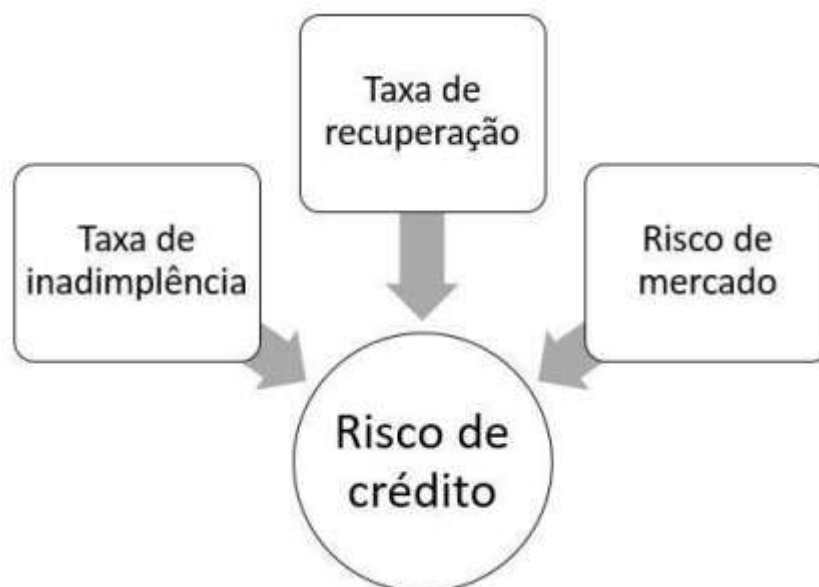 Taxa de
recuperação
Taxa de
inadimplência
Risco de
mercado
Risco de
crédito